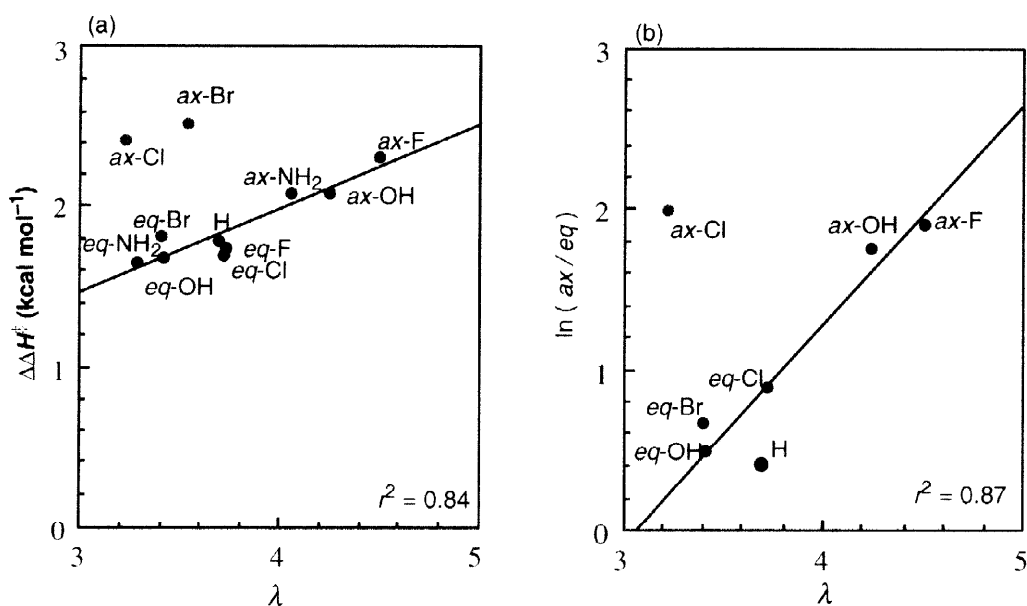 (a)
3
2
1
0
ΔΔH‡ (kcal mol⁻¹)
ax-Br
ax-Cl
ax-F
ax-NH₂
ax-OH
eq-Br
H
eq-NH₂
eq-F
eq-Cl
eq-OH
r² = 0.84
3 4 5
λ
(b)
3
2
1
0
ln ( ax / eq )
ax-Cl
ax-OH
ax-F
eq-Cl
eq-Br
eq-OH
H
r² = 0.87
3 4 5
λ